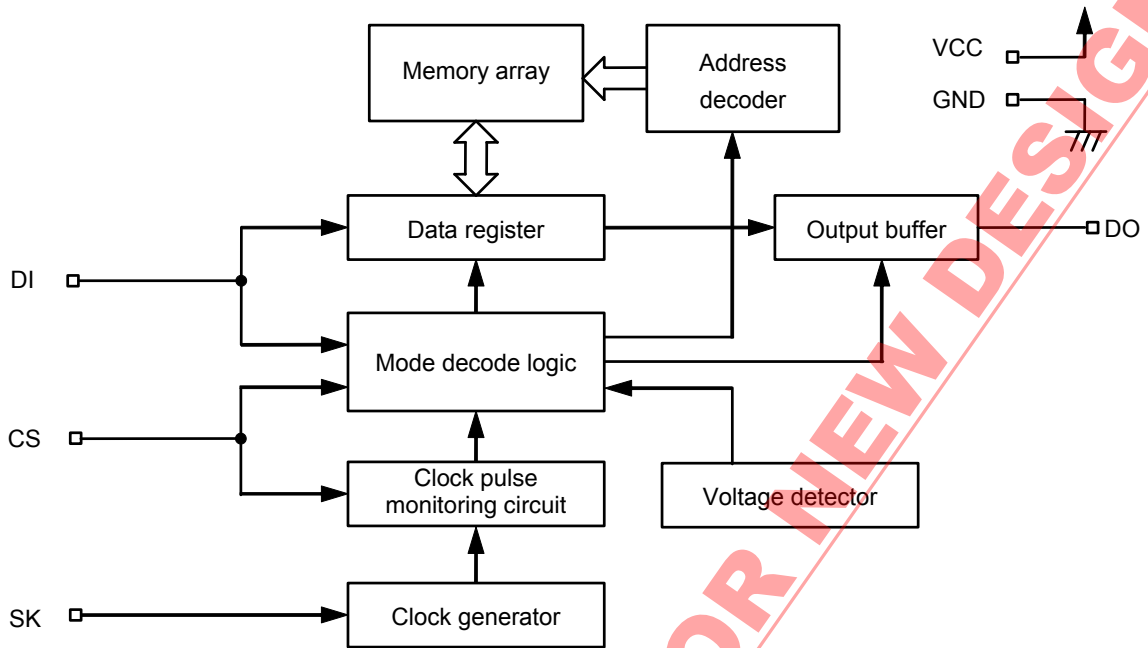 Memory array
Address
decoder
VCC
GND
Data register
Output buffer
DO
DI
Mode decode logic
CS
Clock pulse
monitoring circuit
Voltage detector
SK
Clock generator
OR NEW DESIG